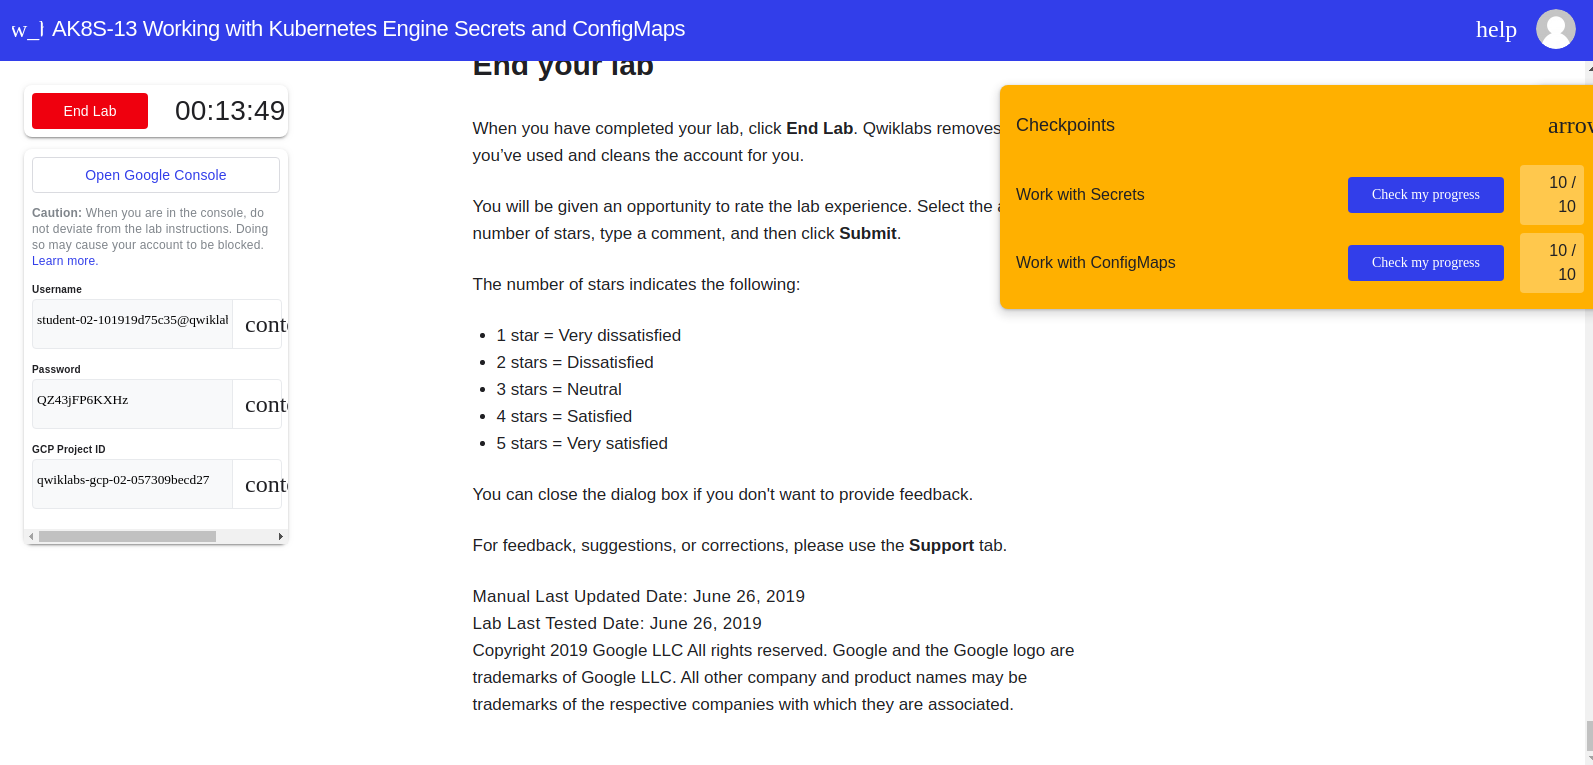 AK8S-13 Working with Kubernetes Engine Secrets and ConfigMaps
help
End Lab
00:13:49
Open Google Console
Caution: When you are in the console, do
not deviate from the lab instructions. Doing
so may cause your account to be blocked.
Learn more.
Username
student-02-101919d75c35@qwiklab
Password
QZ43jFP6KXHz
GCP Project ID
qwiklabs-gcp-02-057309becd27
End your lab
When you have completed your lab, click End Lab. Qwiklabs removes
you’ve used and cleans the account for you.
You will be given an opportunity to rate the lab experience. Select the
number of stars, type a comment, and then click Submit.
The number of stars indicates the following:
1 star = Very dissatisfied
2 stars = Dissatisfied
3 stars = Neutral
4 stars = Satisfied
5 stars = Very satisfied
You can close the dialog box if you don't want to provide feedback.
For feedback, suggestions, or corrections, please use the Support tab.
Manual Last Updated Date: June 26, 2019
Lab Last Tested Date: June 26, 2019
Copyright 2019 Google LLC All rights reserved. Google and the Google logo are
trademarks of Google LLC. All other company and product names may be
trademarks of the respective companies with which they are associated.
Checkpoints
Work with Secrets
Check my progress
10 /
10
Work with ConfigMaps
Check my progress
10 /
10